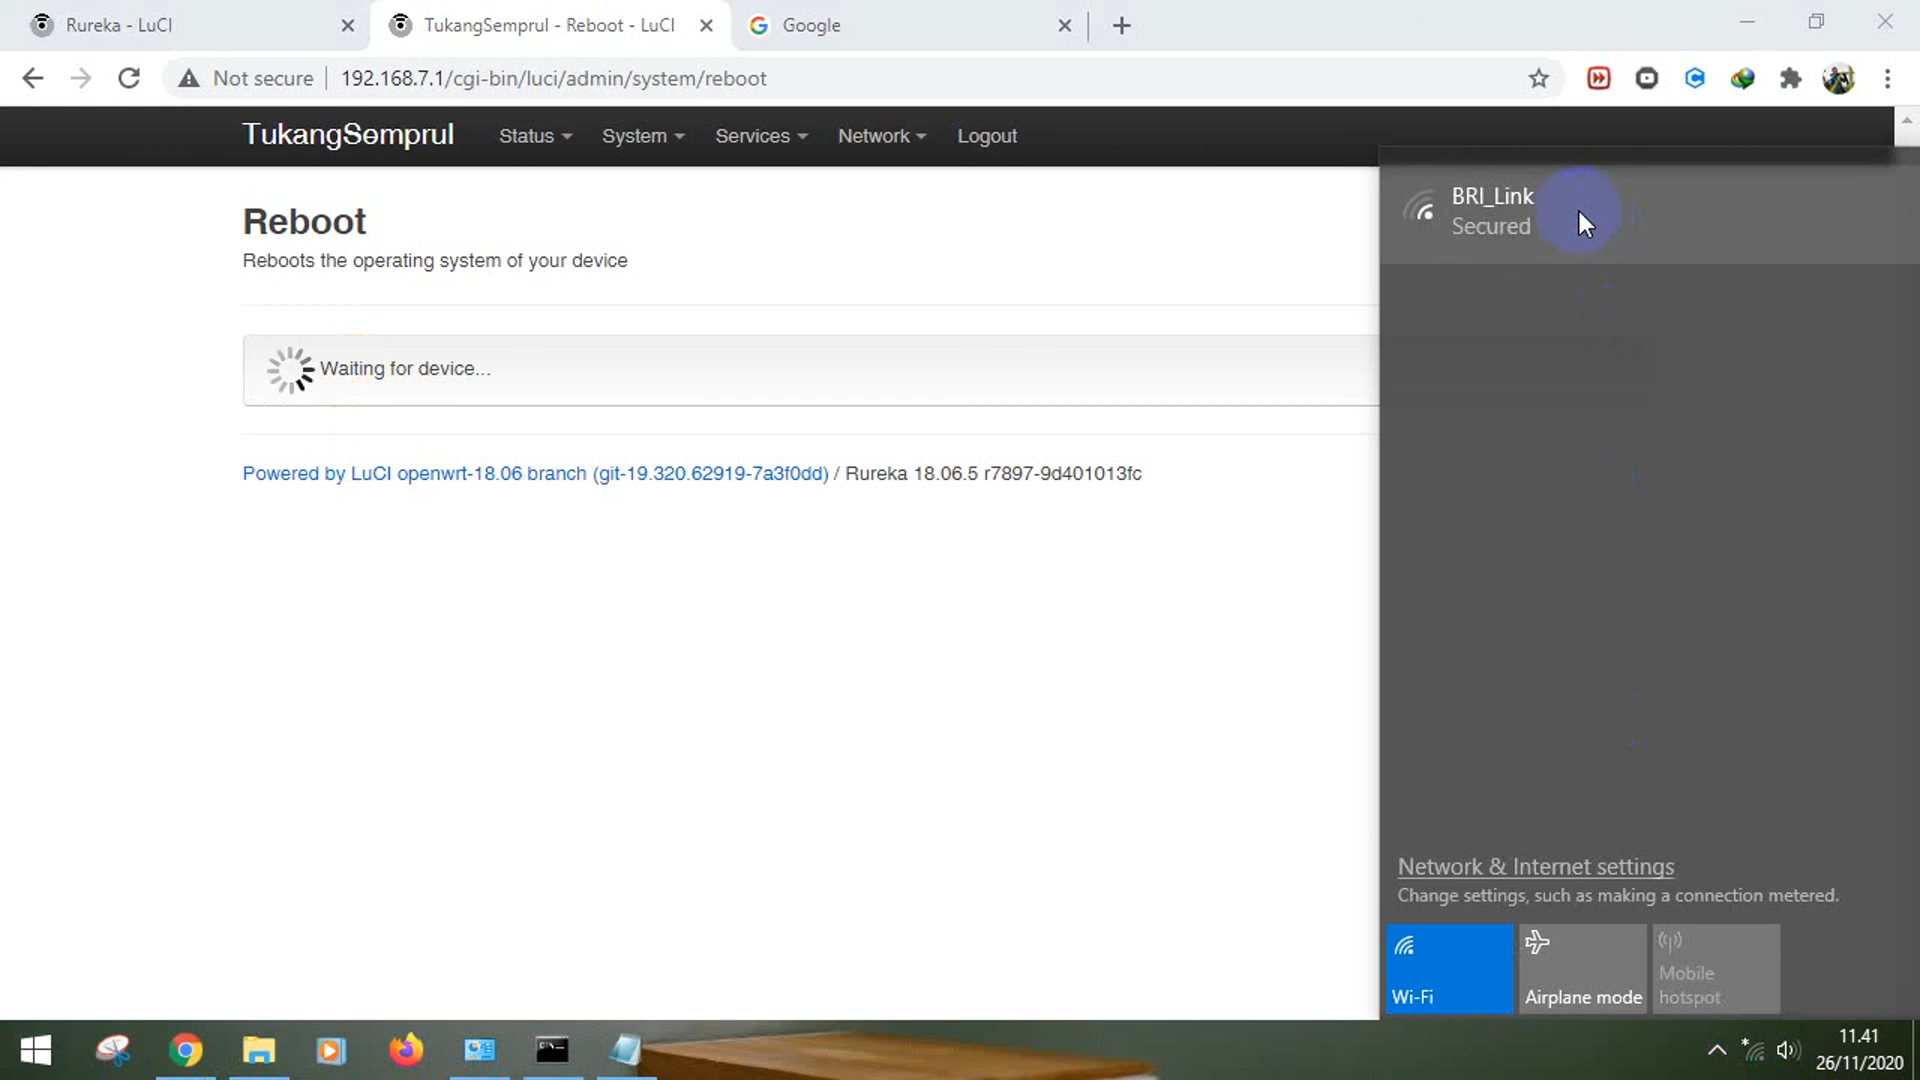 Rureka - LuCI
TukangSemprul - Reboot - LuCI
Google
Not secure
192.168.7.1/cgi-bin/luci/admin/system/reboot
TukangSemprul
Status
System
Services
Network
Logout
Reboot
Reboots the operating system of your device
Waiting for device...
Powered by LuCI openwrt-18.06 branch (git-19.320.62919-7a3f0dd) / Rureka 18.06.5 r7897-9d401013fc
BRI_Link
Secured
Network & Internet settings
Change settings, such as making a connection metered.
Wi-Fi
Airplane mode
Mobile
hotspot
11.41
26/11/2020